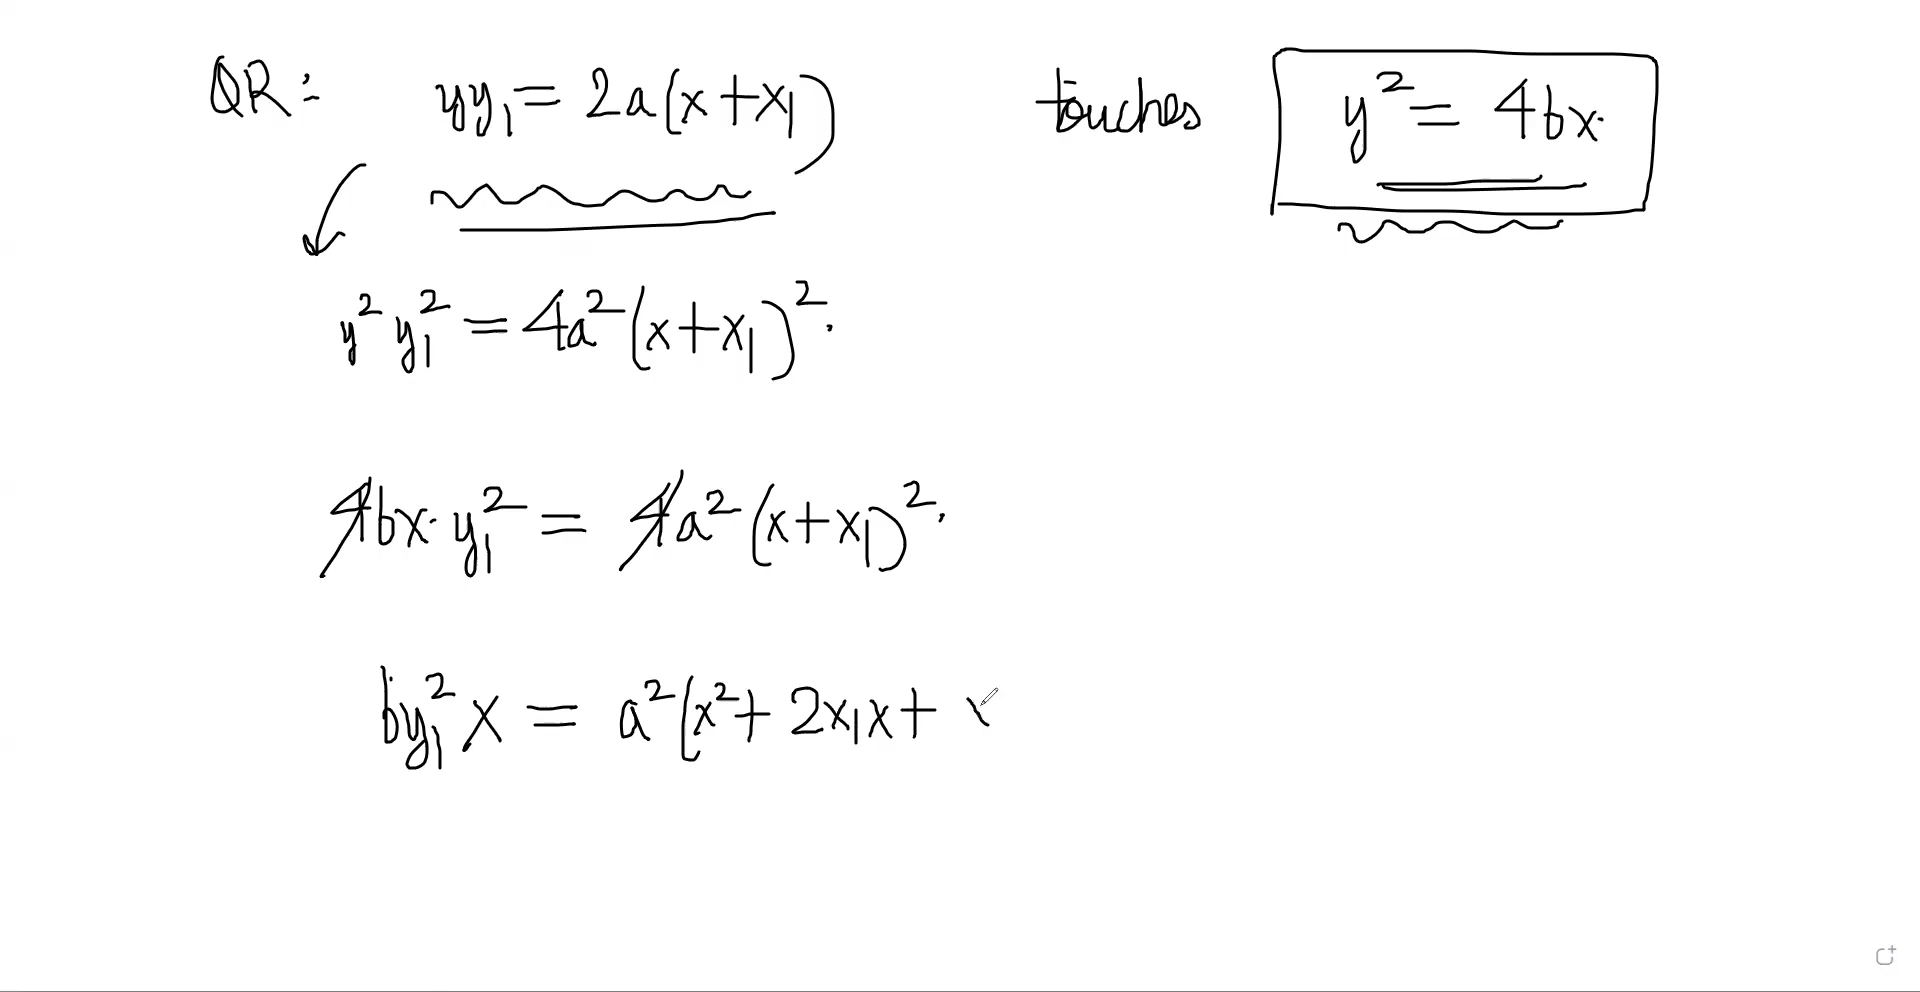 QR: yy₁ = 2a(x+x₁) touches y² = 4bx.
y²y₁² = 4a²(x+x₁)².
4bx·y₁² = 4a²(x+x₁)².
by₁²x = a²(x²+2x₁x+x